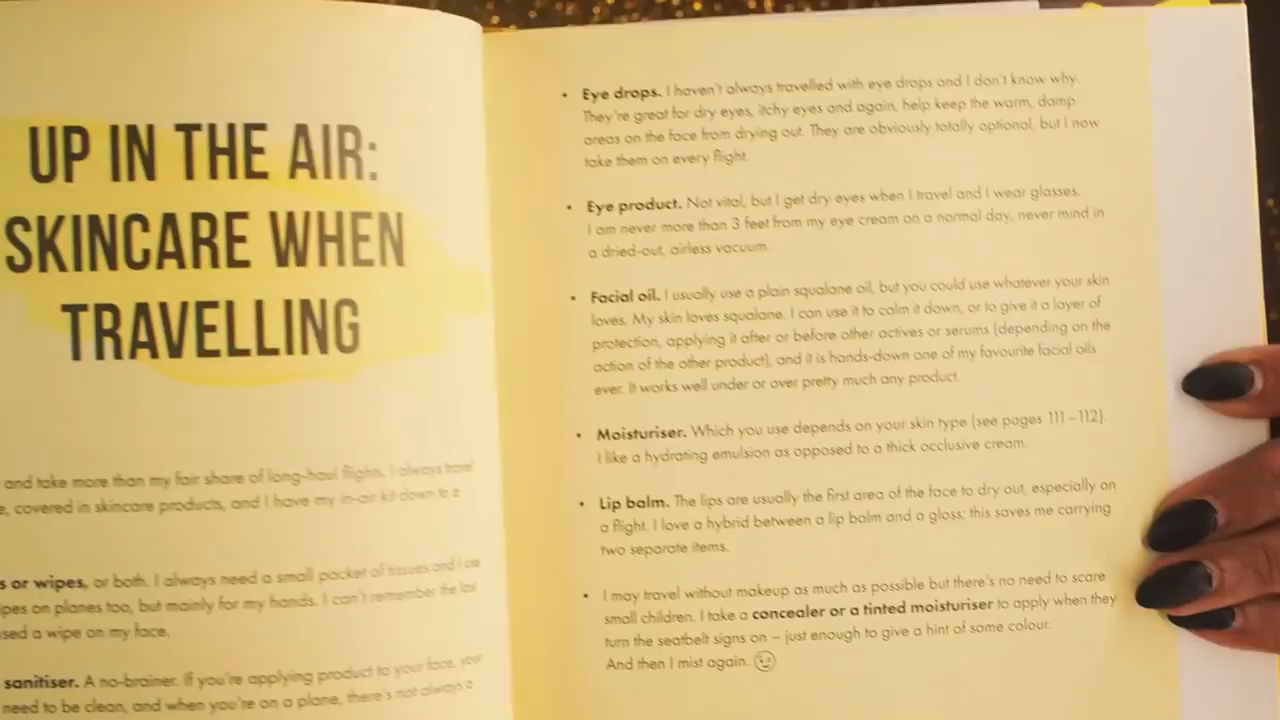 UP IN THE AIR:
SKINCARE WHEN
TRAVELLING
and take more than my fair share of long-haul flights. I always travel
covered in skincare products, and I have my in-air kit down to a
s or wipes, or both. I always need a small packet of tissues and I use
ipes on planes too, but mainly for my hands. I can't remember the last
sed a wipe on my face.
sanitiser. A no-brainer. If you're applying product to your face, your
need to be clean, and when you're on a plane, there's not always a
• Eye drops. I haven't always travelled with eye drops and I don't know why.
They're great for dry eyes, itchy eyes and again, help keep the warm, damp
areas on the face from drying out. They are obviously totally optional, but I now
take them on every flight.
• Eye product. Not vital, but I get dry eyes when I travel and I wear glasses.
I am never more than 3 feet from my eye cream on a normal day, never mind in
a dried-out, airless vacuum.
• Facial oil. I usually use a plain squalane oil, but you could use whatever your skin
loves. My skin loves squalane. I can use it to calm it down, or to give it a layer of
protection, applying it after or before other actives or serums (depending on the
action of the other product), and it is hands-down one of my favourite facial oils
ever. It works well under or over pretty much any product.
• Moisturiser. Which you use depends on your skin type (see pages 111–112).
I like a hydrating emulsion as opposed to a thick occlusive cream.
• Lip balm. The lips are usually the first area of the face to dry out, especially on
a flight. I love a hybrid between a lip balm and a gloss; this saves me carrying
two separate items.
• I may travel without makeup as much as possible but there's no need to scare
small children. I take a concealer or a tinted moisturiser to apply when they
turn the seatbelt signs on – just enough to give a hint of some colour.
And then I mist again.